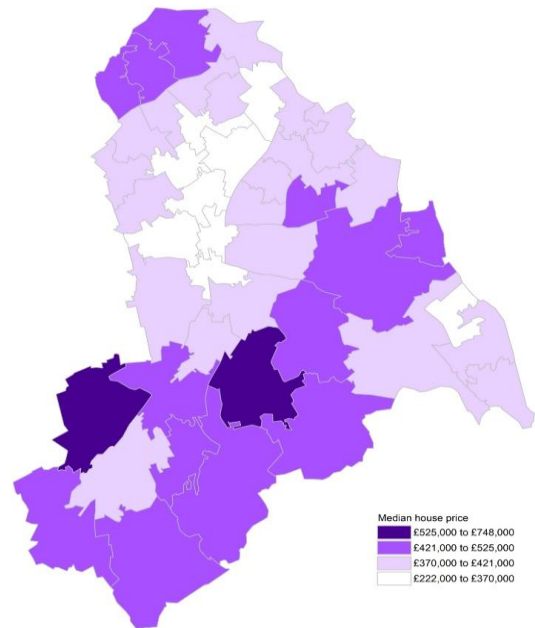 Median house price
£525,000 to £748,000
£421,000 to £525,000
£370,000 to £421,000
£222,000 to £370,000